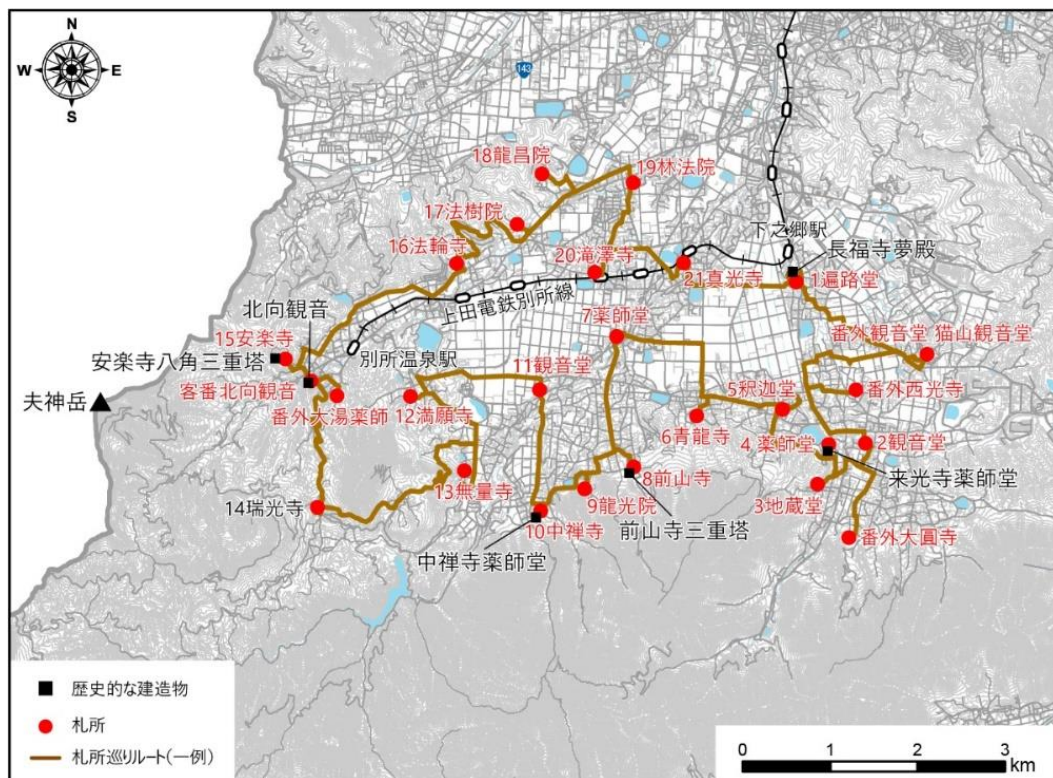 N
W
E
S
143
18龍昌院
19林法院
17法樹院
16法輪寺
下之郷駅
長福寺夢殿
20滝澤寺
21真光寺
1遍路堂
上田電鉄別所線
北向観音
7薬師堂
番外観音堂 猫山観音堂
15安楽寺
安楽寺八角三重塔
別所温泉駅
11観音堂
客番北向観音
5釈迦堂
番外西光寺
夫神岳
番外大湯薬師
12満願寺
6青龍寺
4 薬師堂
2観音堂
13無量寺
8前山寺
来光寺薬師堂
14瑞光寺
9龍光院
3地蔵堂
10中禅寺
前山寺三重塔
番外大圓寺
中禅寺薬師堂
歴史的な建造物
札所
札所巡りルート(一例)
0 1 2 3
km